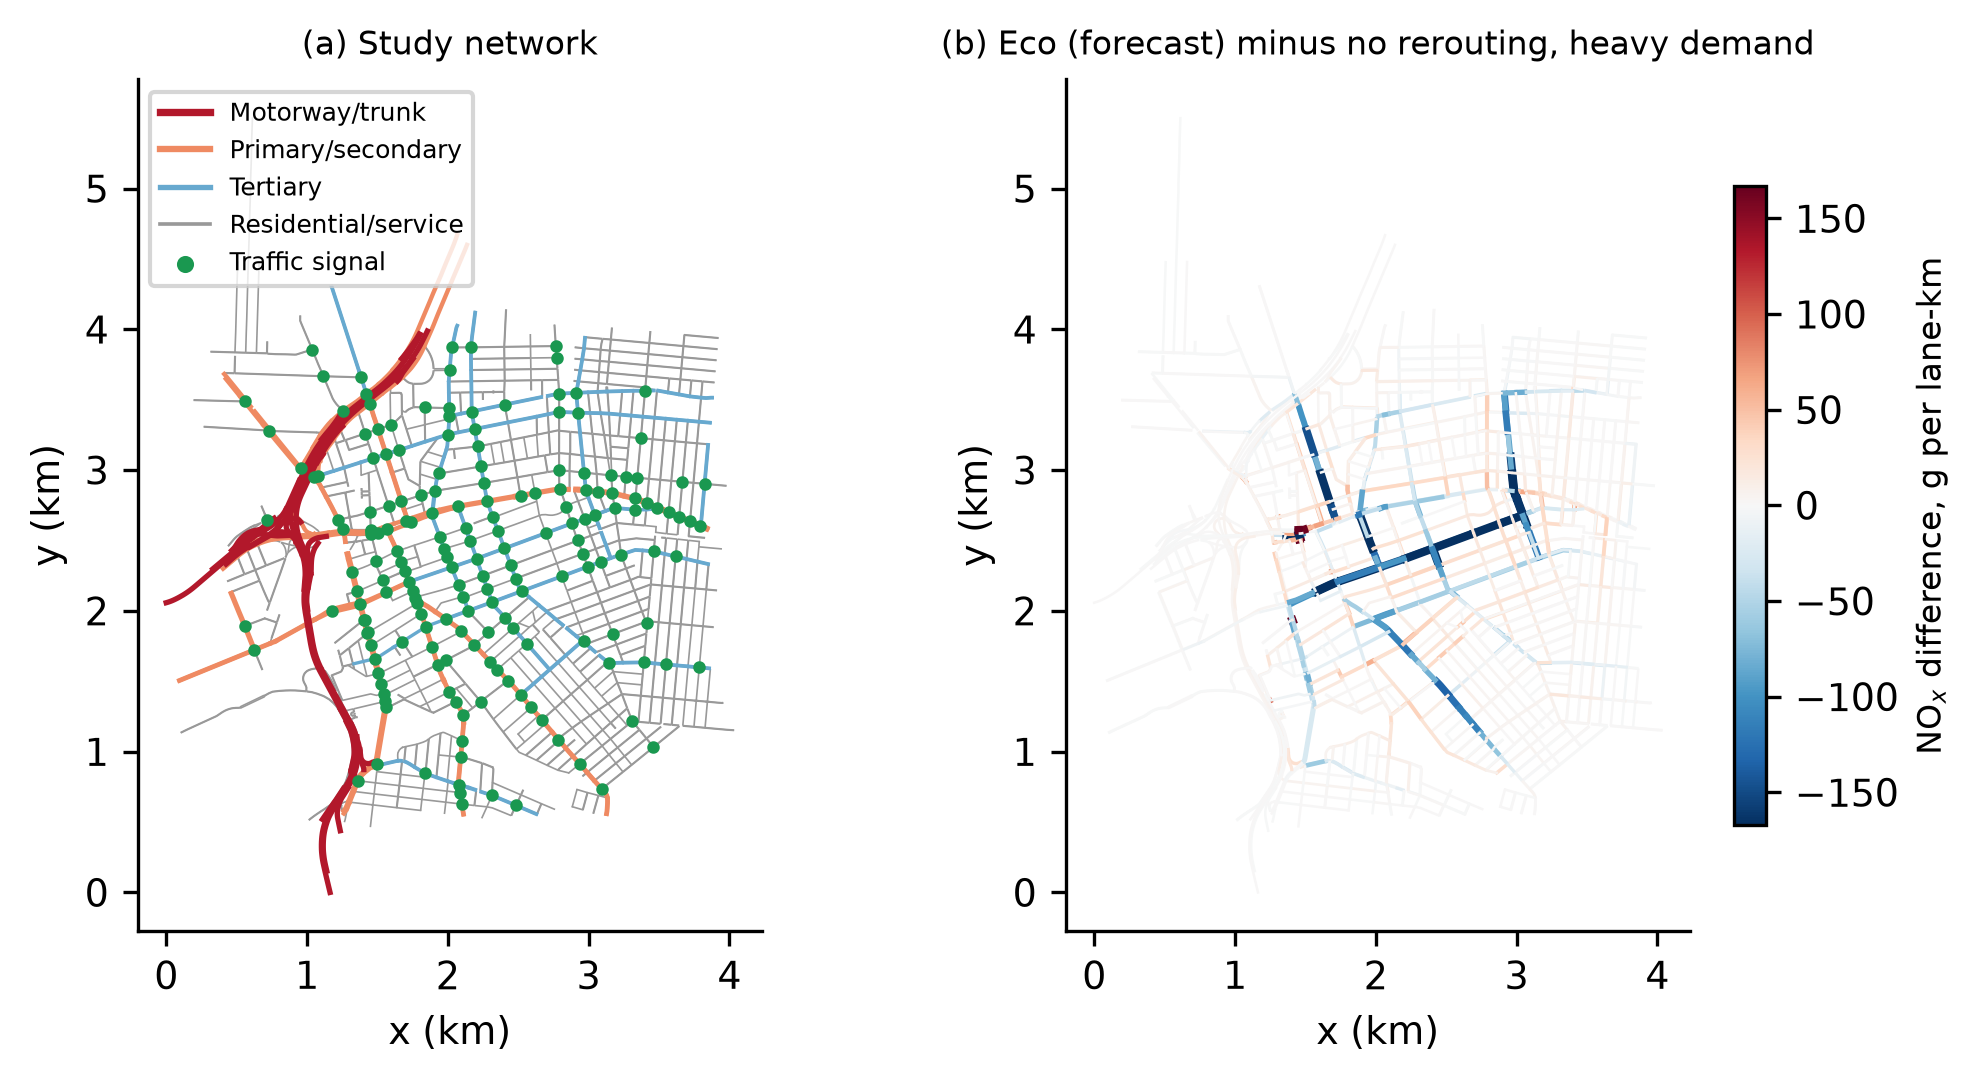 (a) Study network
Motorway/trunk
Primary/secondary
Tertiary
Residential/service
Traffic signal
5
4
3
2
1
0
y (km)
0 1 2 3 4
x (km)
(b) Eco (forecast) minus no rerouting, heavy demand
5
4
3
2
1
0
y (km)
0 1 2 3 4
x (km)
150
100
50
0
−50
−100
−150
NOₓ difference, g per lane-km